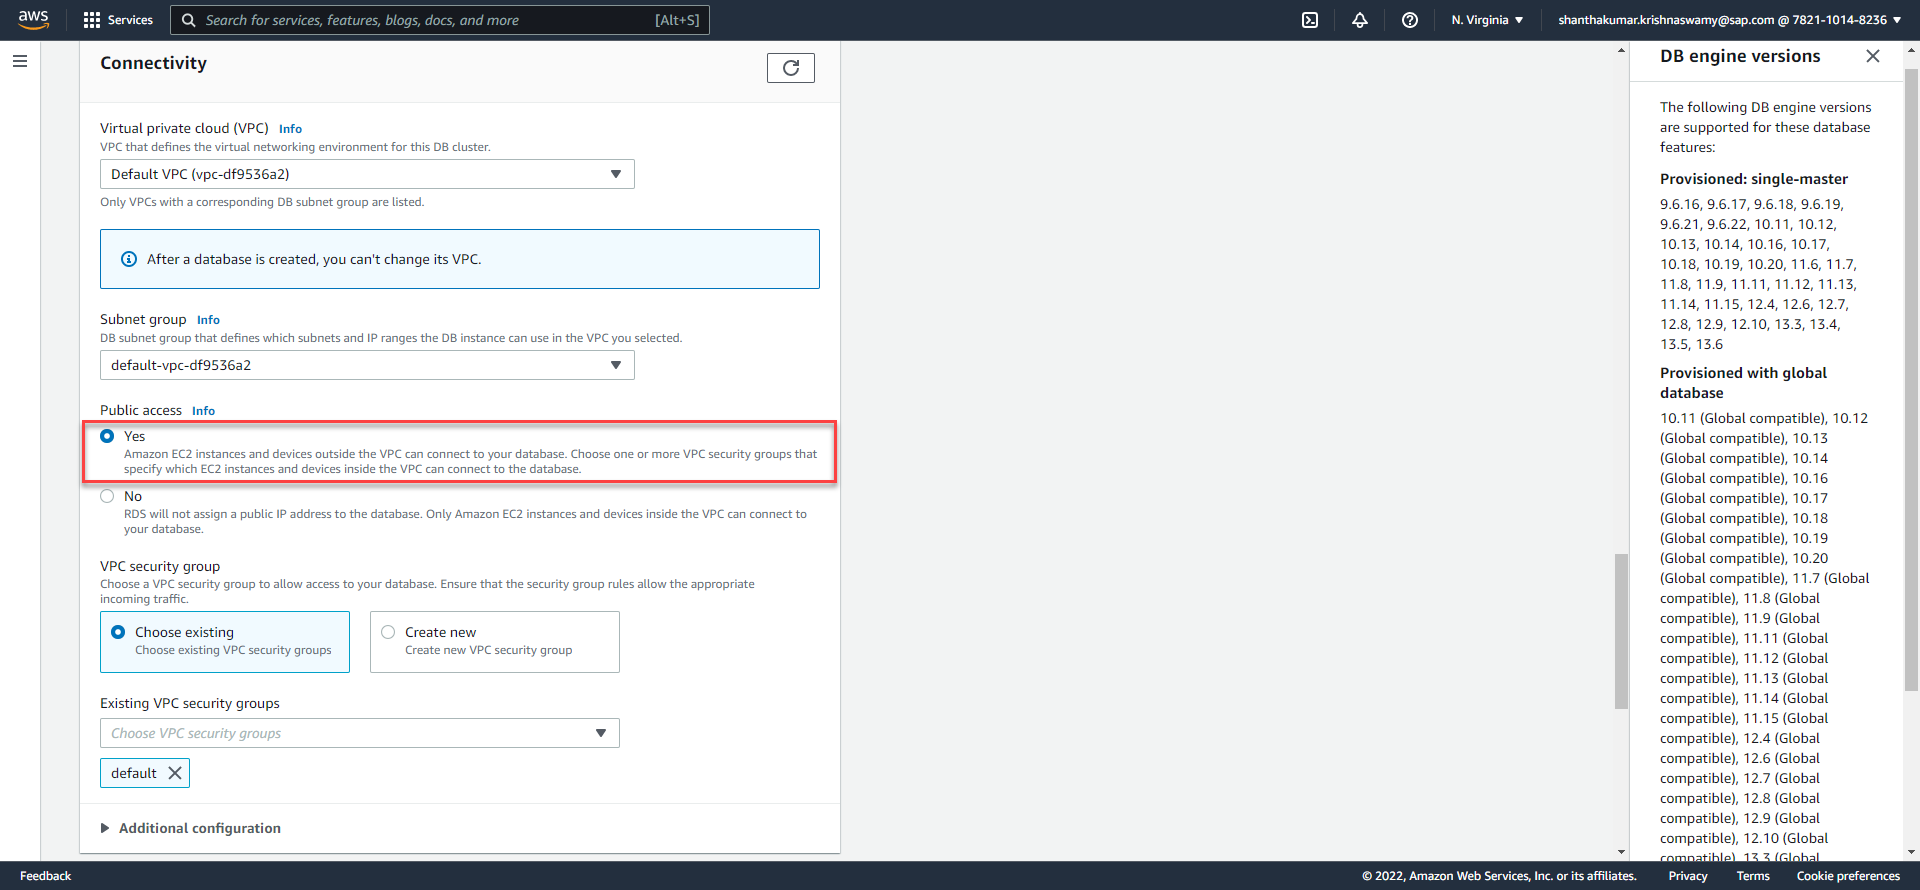 aws
Services
Search for services, features, blogs, docs, and more
[Alt+S]
N. Virginia
shanthakumar.krishnaswamy@sap.com @ 7821-1014-8236
Connectivity
Virtual private cloud (VPC) Info
VPC that defines the virtual networking environment for this DB cluster.
Default VPC (vpc-df9536a2)
Only VPCs with a corresponding DB subnet group are listed.
After a database is created, you can't change its VPC.
Subnet group Info
DB subnet group that defines which subnets and IP ranges the DB instance can use in the VPC you selected.
default-vpc-df9536a2
Public access Info
Yes
Amazon EC2 instances and devices outside the VPC can connect to your database. Choose one or more VPC security groups that
specify which EC2 instances and devices inside the VPC can connect to the database.
No
RDS will not assign a public IP address to the database. Only Amazon EC2 instances and devices inside the VPC can connect to
your database.
VPC security group
Choose a VPC security group to allow access to your database. Ensure that the security group rules allow the appropriate
incoming traffic.
Choose existing
Choose existing VPC security groups
Create new
Create new VPC security group
Existing VPC security groups
Choose VPC security groups
default
Additional configuration
DB engine versions
The following DB engine versions
are supported for these database
features:
Provisioned: single-master
9.6.16, 9.6.17, 9.6.18, 9.6.19,
9.6.21, 9.6.22, 10.11, 10.12,
10.13, 10.14, 10.16, 10.17,
10.18, 10.19, 10.20, 11.6, 11.7,
11.8, 11.9, 11.11, 11.12, 11.13,
11.14, 11.15, 12.4, 12.6, 12.7,
12.8, 12.9, 12.10, 13.3, 13.4,
13.5, 13.6
Provisioned with global
database
10.11 (Global compatible), 10.12
(Global compatible), 10.13
(Global compatible), 10.14
(Global compatible), 10.16
(Global compatible), 10.17
(Global compatible), 10.18
(Global compatible), 10.19
(Global compatible), 10.20
(Global compatible), 11.7 (Global
compatible), 11.8 (Global
compatible), 11.9 (Global
compatible), 11.11 (Global
compatible), 11.12 (Global
compatible), 11.13 (Global
compatible), 11.14 (Global
compatible), 11.15 (Global
compatible), 12.4 (Global
compatible), 12.6 (Global
compatible), 12.7 (Global
compatible), 12.8 (Global
compatible), 12.9 (Global
compatible), 12.10 (Global
compatible), 13.3 (Global
Feedback
© 2022, Amazon Web Services, Inc. or its affiliates.
Privacy
Terms
Cookie preferences